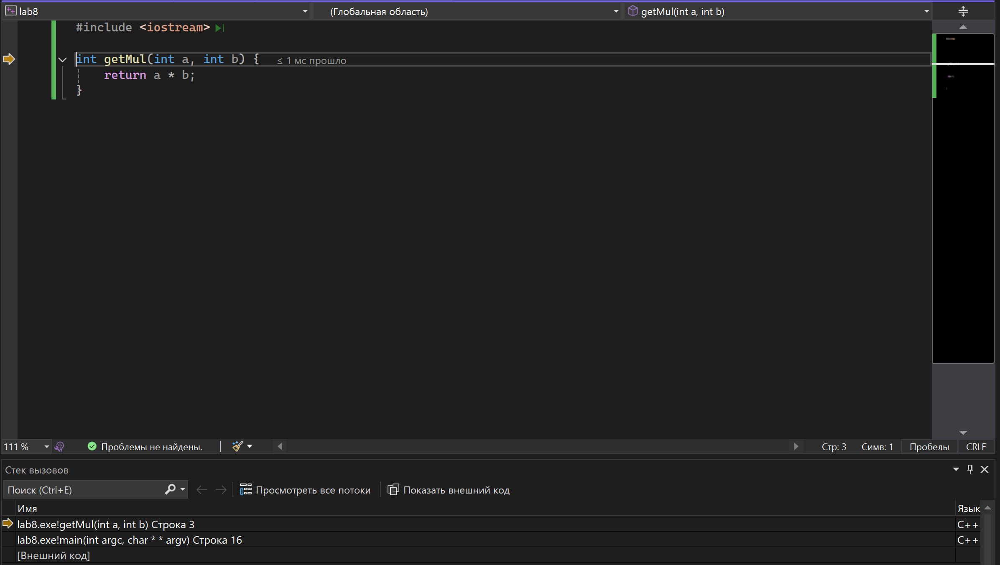 lab8 (Глобальная область) getMul(int a, int b)
#include <iostream>
int getMul(int a, int b) { ≤ 1 мс прошло
return a * b;
}
111 % Проблемы не найдены. Стр: 3 Симв: 1 Пробелы CRLF
Стек вызовов
Поиск (Ctrl+E) Просмотреть все потоки Показать внешний код
Имя Язык
lab8.exe!getMul(int a, int b) Строка 3 C++
lab8.exe!main(int argc, char * * argv) Строка 16 C++
[Внешний код]